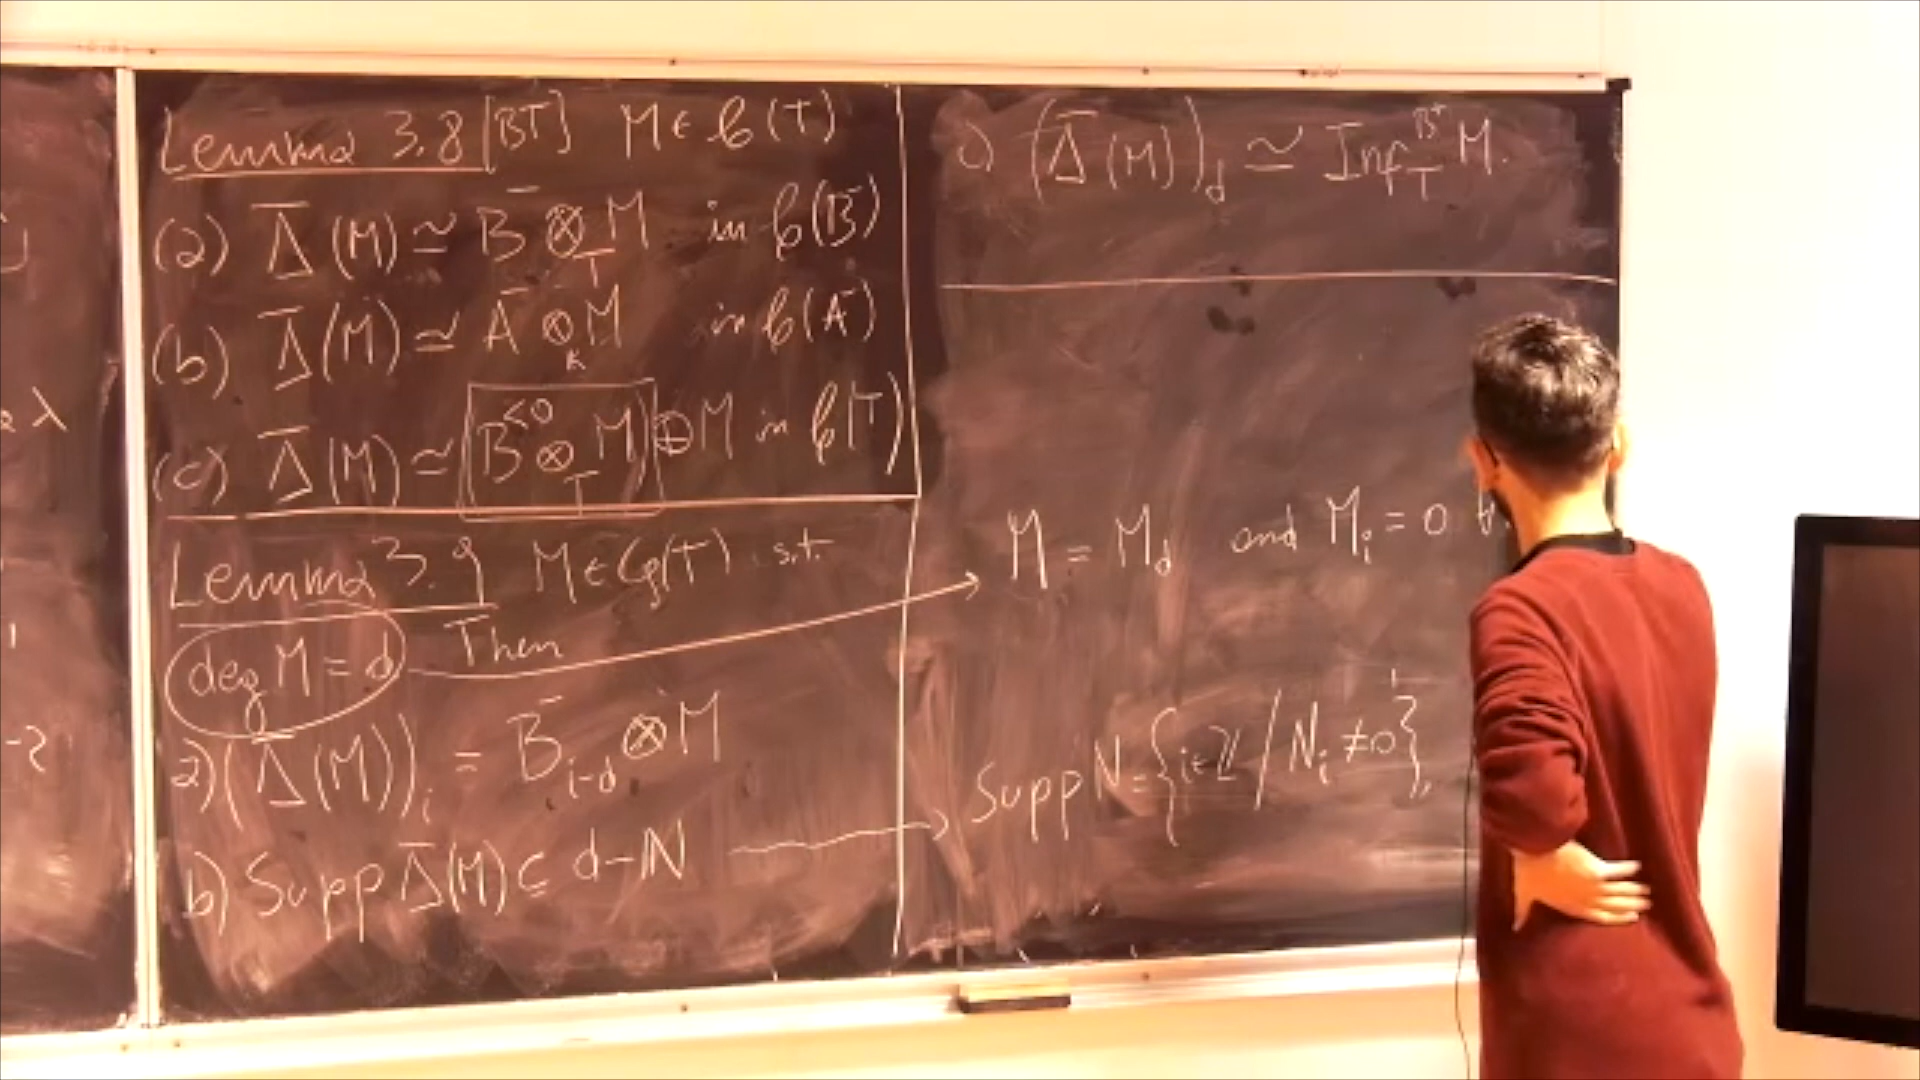 Lemma 3.8 [BT] M ∈ 𝒢(T)
(a) Δ̄(M) ≃ B⁻ ⊗_T M in 𝒢(B⁻)
(b) Δ̄(M) ≃ A⁻ ⊗_K M in 𝒢(A⁻)
(c) Δ̄(M) ≃ (B^{<0} ⊗_T M) ⊕ M in 𝒢(T)
Lemma 3.9 M ∈ 𝒢(T) s.t.
deg M = d Then
a) (Δ̄(M))_i = B⁻_{i-d} ⊗ M
b) Supp Δ̄(M) ⊆ d-ℕ
c) (Δ̄(M))_d ≃ Inf_T^{B⁺} M.
M = M_d and M_i = 0 ∀
Supp N = {i∈ℤ / N_i ≠ 0},
λ
-2